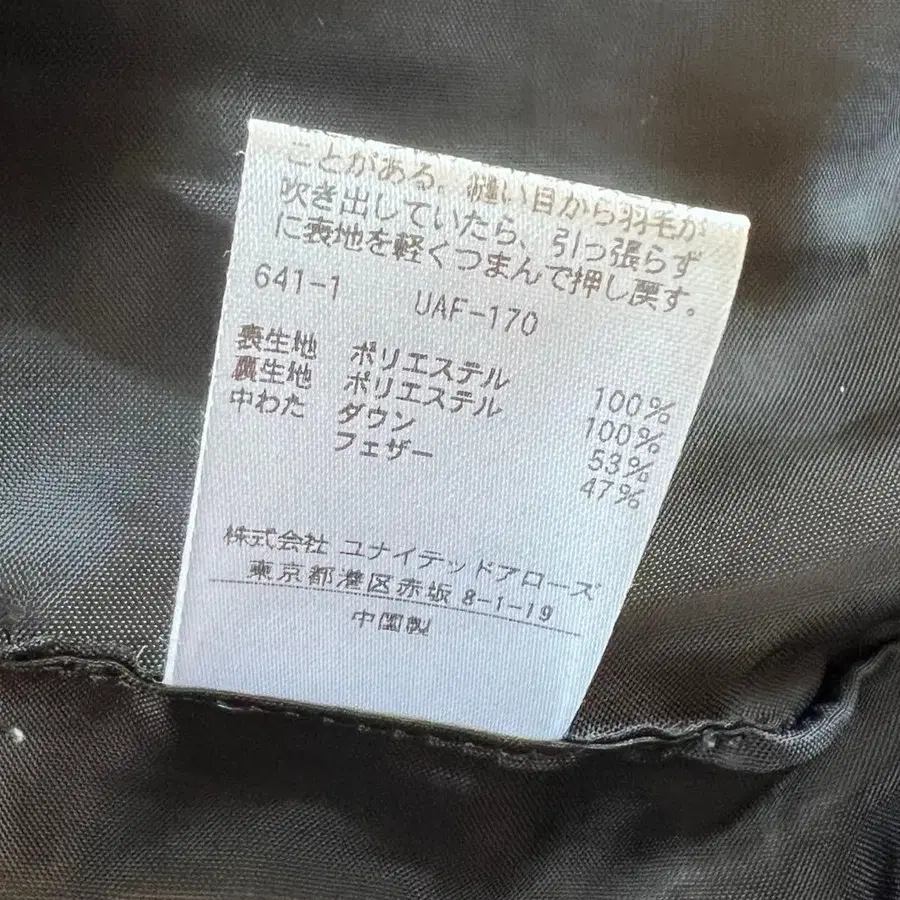 ことがある。縫い目から羽毛が
吹き出していたら、引っ張らず
に表地を軽くつまんで押し戻す。
641-1 UAF-170
表生地 ポリエステル 100%
裏生地 ポリエステル 100%
中わた ダウン 53%
フェザー 47%
株式会社 ユナイテッドアローズ
東京都港区赤坂 8-1-19
中国製